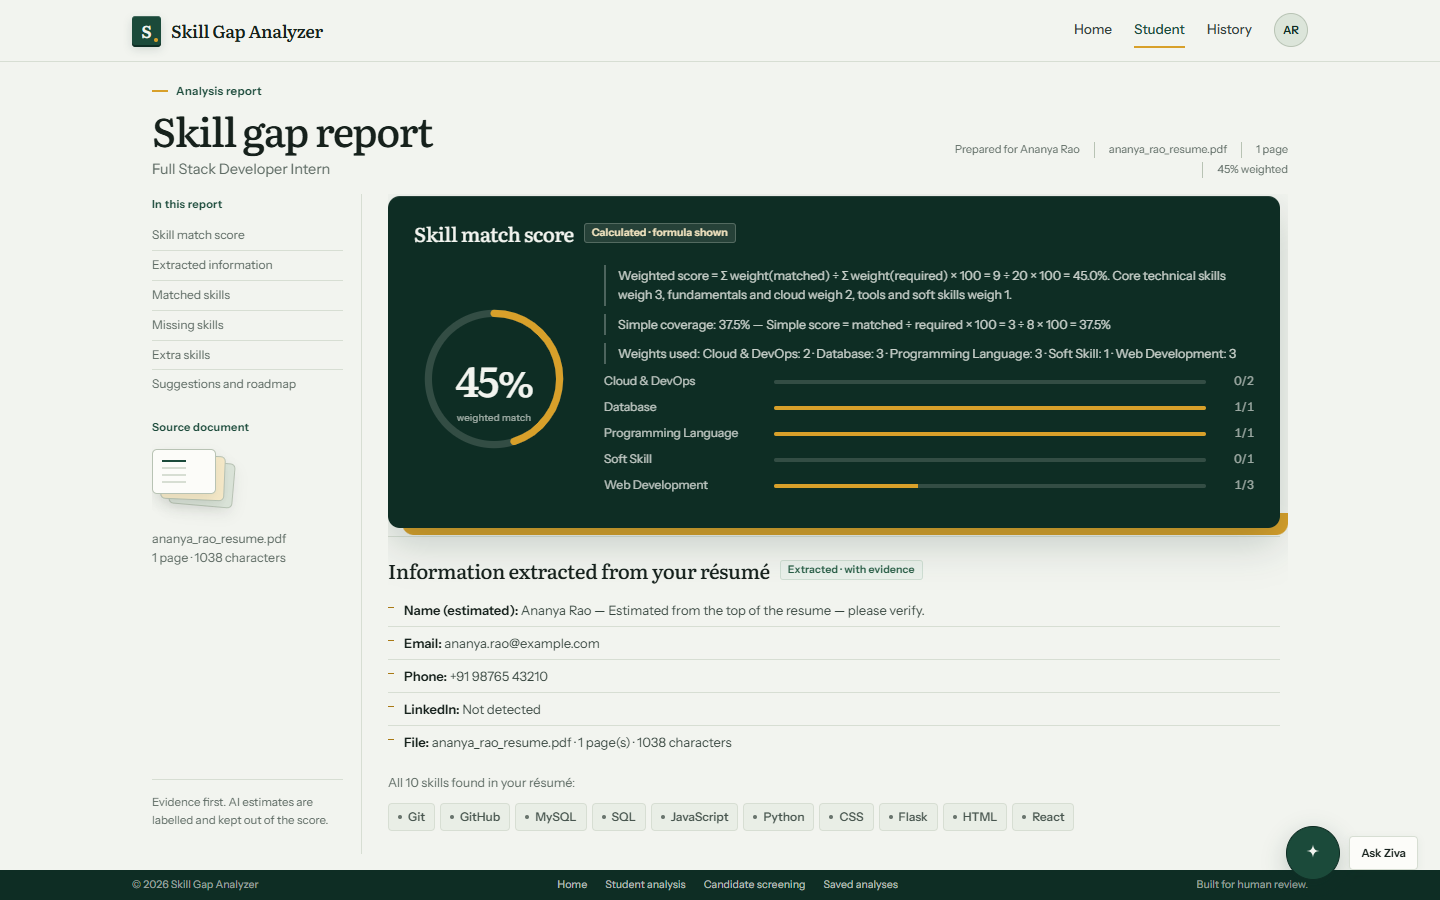 S.
Skill Gap Analyzer
Home
Student
History
AR
Analysis report
Skill gap report
Full Stack Developer Intern
Prepared for Ananya Rao
ananya_rao_resume.pdf
1 page
45% weighted
In this report
Skill match score
Extracted information
Matched skills
Missing skills
Extra skills
Suggestions and roadmap
Source document
ananya_rao_resume.pdf
1 page · 1038 characters
Evidence first. AI estimates are
labelled and kept out of the score.
Skill match score
Calculated · formula shown
45%
weighted match
Weighted score = Σ weight(matched) ÷ Σ weight(required) × 100 = 9 ÷ 20 × 100 = 45.0%. Core technical skills
weigh 3, fundamentals and cloud weigh 2, tools and soft skills weigh 1.
Simple coverage: 37.5% — Simple score = matched ÷ required × 100 = 3 ÷ 8 × 100 = 37.5%
Weights used: Cloud & DevOps: 2 · Database: 3 · Programming Language: 3 · Soft Skill: 1 · Web Development: 3
Cloud & DevOps 0/2
Database 1/1
Programming Language 1/1
Soft Skill 0/1
Web Development 1/3
Information extracted from your résumé
Extracted · with evidence
Name (estimated): Ananya Rao — Estimated from the top of the resume — please verify.
Email: ananya.rao@example.com
Phone: +91 98765 43210
LinkedIn: Not detected
File: ananya_rao_resume.pdf · 1 page(s) · 1038 characters
All 10 skills found in your résumé:
Git
GitHub
MySQL
SQL
JavaScript
Python
CSS
Flask
HTML
React
Ask Ziva
© 2026 Skill Gap Analyzer
Home
Student analysis
Candidate screening
Saved analyses
Built for human review.